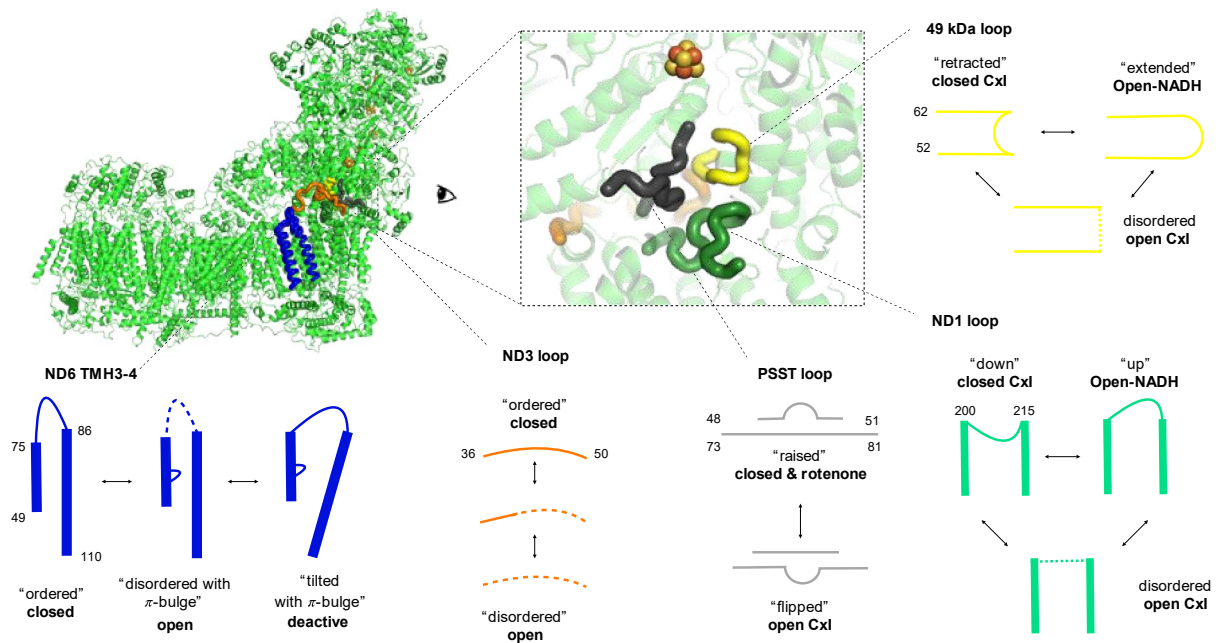 49 kDa loop
“retracted”
closed CxI
“extended”
Open-NADH
62
52
disordered
open CxI
ND1 loop
“down”
closed CxI
“up”
Open-NADH
200
215
disordered
open CxI
ND6 TMH3-4
75
86
49
110
“ordered”
closed
“disordered with
π-bulge”
open
“tilted
with π-bulge”
deactive
ND3 loop
“ordered”
closed
36
50
“disordered”
open
PSST loop
48
51
73
81
“raised”
closed & rotenone
“flipped”
open CxI